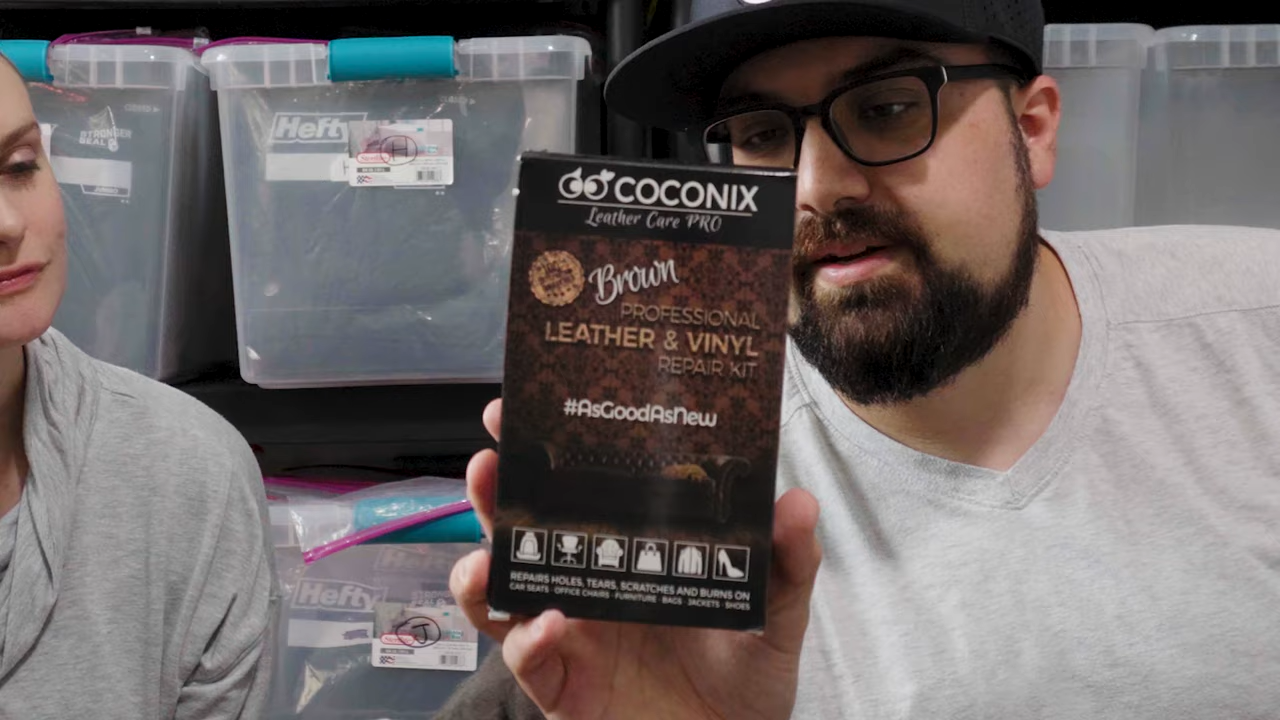 Hefty
STRONGER
SEAL
H
COCONIX
Leather Care PRO
Brown
PROFESSIONAL
LEATHER & VINYL
REPAIR KIT
#AsGoodAsNew
REPAIRS HOLES, TEARS, SCRATCHES AND BURNS ON
CAR SEATS · OFFICE CHAIRS · FURNITURE · BAGS · JACKETS · SHOES
Hefty
J